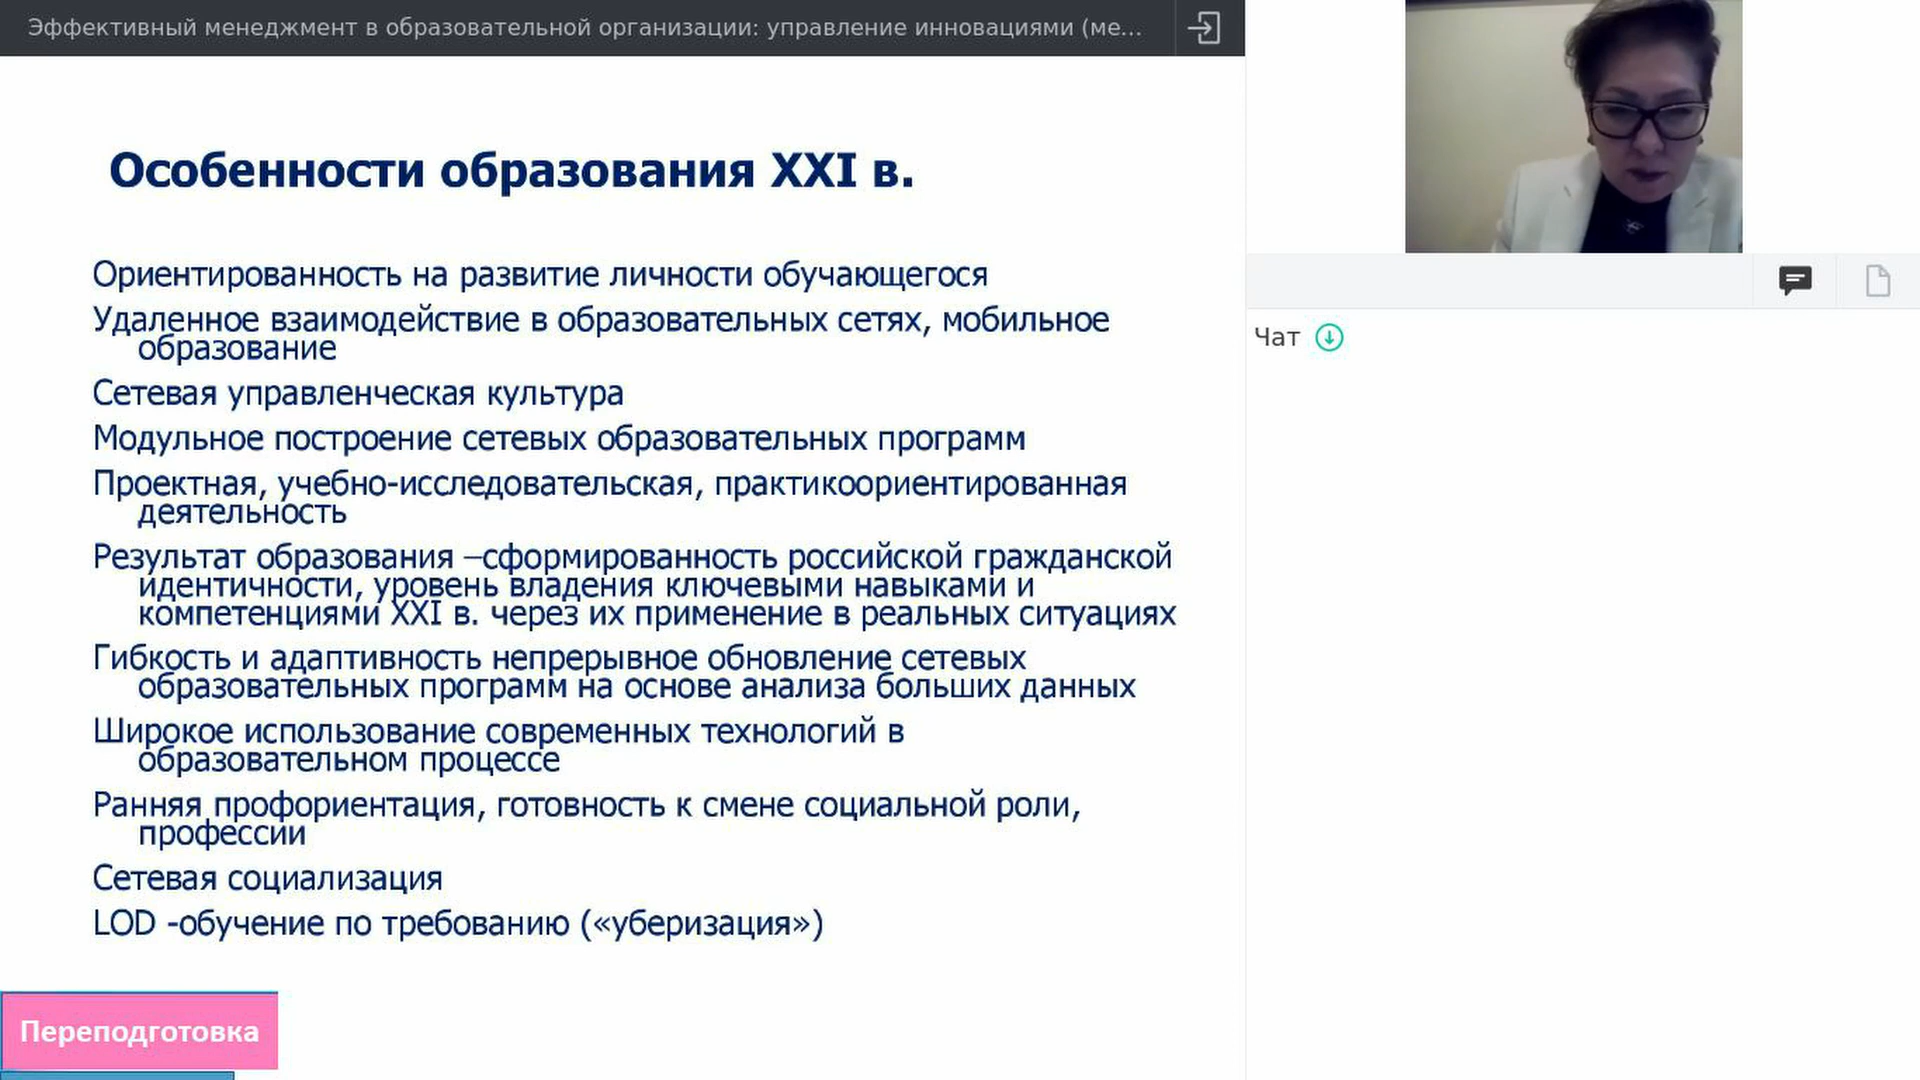 Эффективный менеджмент в образовательной организации: управление инновациями (ме...
Особенности образования XXI в.
Ориентированность на развитие личности обучающегося
Удаленное взаимодействие в образовательных сетях, мобильное
образование
Сетевая управленческая культура
Модульное построение сетевых образовательных программ
Проектная, учебно-исследовательская, практикоориентированная
деятельность
Результат образования –сформированность российской гражданской
идентичности, уровень владения ключевыми навыками и
компетенциями XXI в. через их применение в реальных ситуациях
Гибкость и адаптивность непрерывное обновление сетевых
образовательных программ на основе анализа больших данных
Широкое использование современных технологий в
образовательном процессе
Ранняя профориентация, готовность к смене социальной роли,
профессии
Сетевая социализация
LOD -обучение по требованию («уберизация»)
Переподготовка
Чат